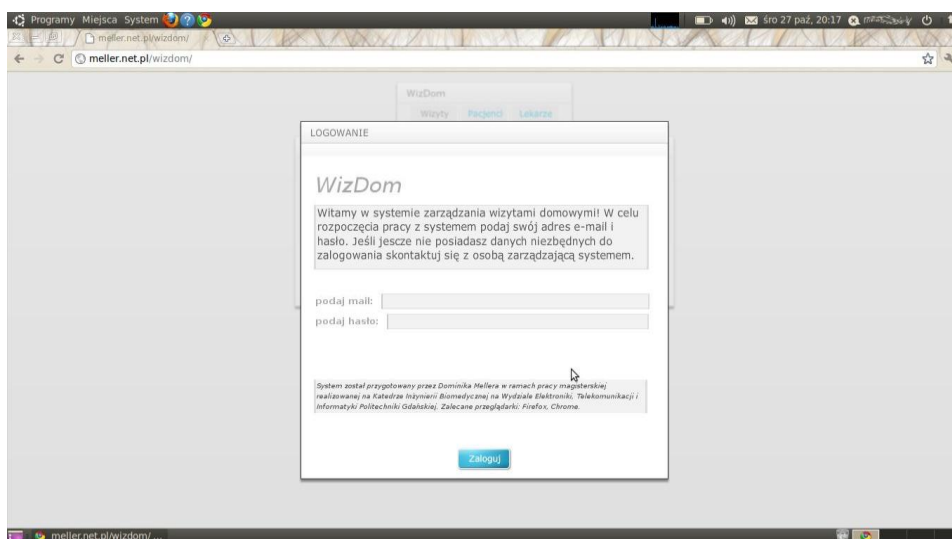 Programy Miejsca System
śro 27 paź, 20:17
meller.net.pl/wizdom/
meller.net.pl/wizdom/
WizDom
Wizyty Pacjenci Lekarze
LOGOWANIE
WizDom
Witamy w systemie zarządzania wizytami domowymi! W celu
rozpoczęcia pracy z systemem podaj swój adres e-mail i
hasło. Jeśli jescze nie posiadasz danych niezbędnych do
zalogowania skontaktuj się z osobą zarządzającą systemem.
podaj mail:
podaj hasło:
System został przygotowany przez Dominika Mellera w ramach pracy magisterskiej
realizowanej na Katedrze Inżynierii Biomedycznej na Wydziale Elektroniki, Telekomunikacji i
Informatyki Politechniki Gdańskiej. Zalecane przeglądarki: Firefox, Chrome.
Zaloguj
meller.net.pl/wizdom/ ...